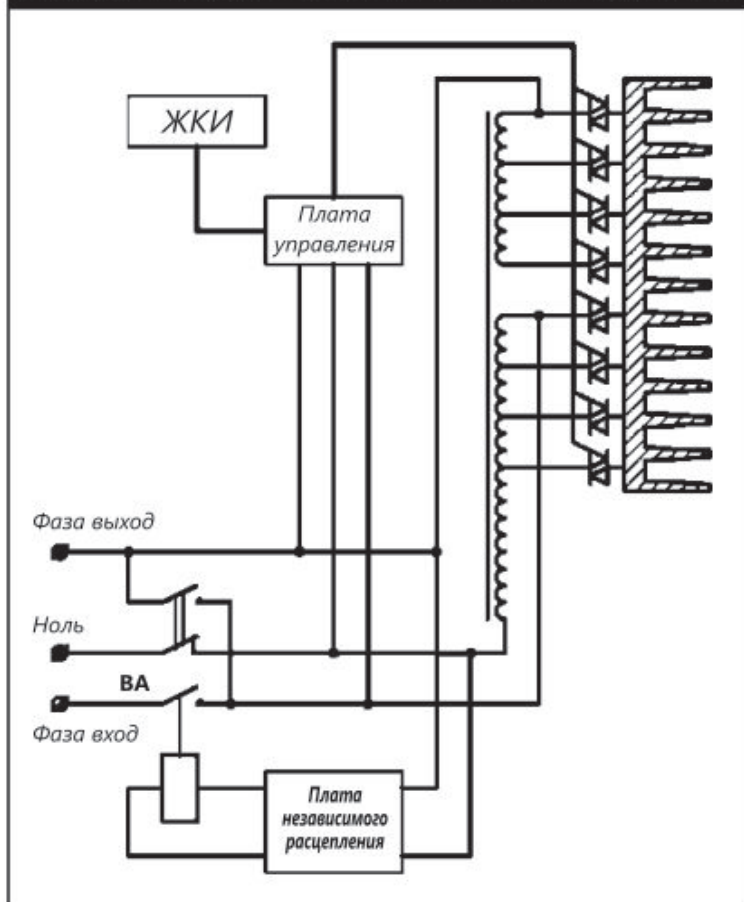 ЖКИ
Плата
управления
Фаза выход
Ноль
ВА
Фаза вход
Плата
независимого
расцепления